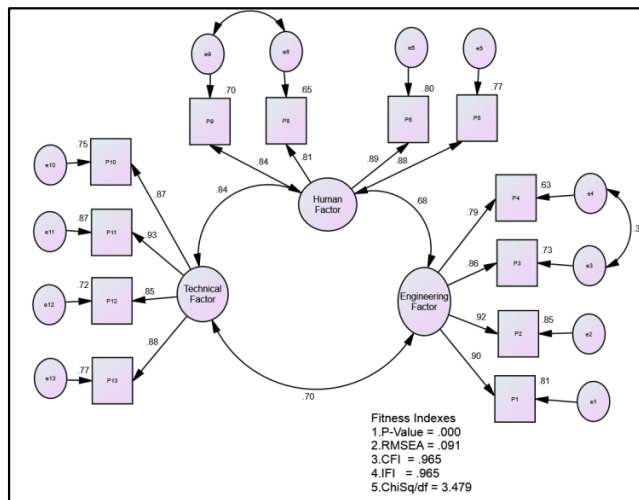 e9
e8
e6
e5
.70
.65
.80
.77
P9
P8
P6
P5
.84
.81
.89
.88
e10
.75
P10
.87
.84
Human
Factor
.68
e11
.87
P11
.93
e12
.72
P12
.85
Technical
Factor
e13
.77
P13
.88
.79
P4
.63
e4
.3
.86
P3
.73
e3
Engineering
Factor
.92
P2
.85
e2
.90
P1
.81
e1
.70
Fitness Indexes
1.P-Value = .000
2.RMSEA = .091
3.CFI = .965
4.IFI = .965
5.ChiSq/df = 3.479